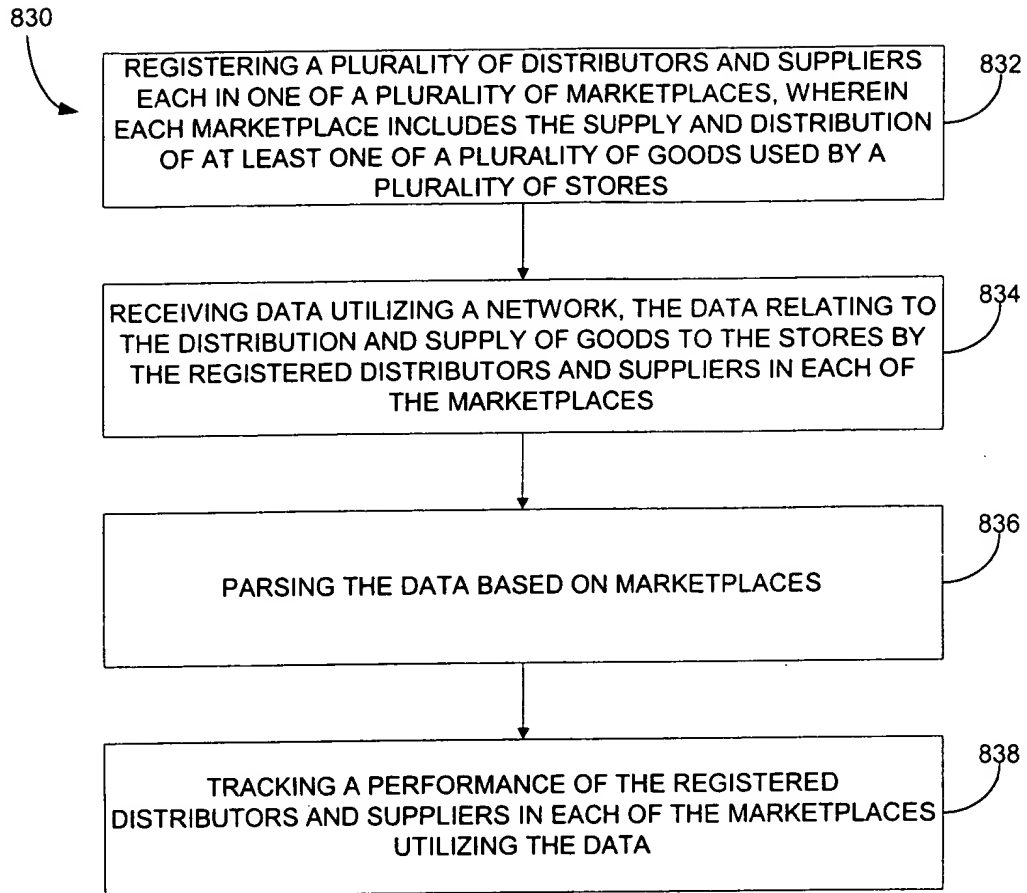 830
REGISTERING A PLURALITY OF DISTRIBUTORS AND SUPPLIERS
EACH IN ONE OF A PLURALITY OF MARKETPLACES, WHEREIN
EACH MARKETPLACE INCLUDES THE SUPPLY AND DISTRIBUTION
OF AT LEAST ONE OF A PLURALITY OF GOODS USED BY A
PLURALITY OF STORES
832
RECEIVING DATA UTILIZING A NETWORK, THE DATA RELATING TO
THE DISTRIBUTION AND SUPPLY OF GOODS TO THE STORES BY
THE REGISTERED DISTRIBUTORS AND SUPPLIERS IN EACH OF
THE MARKETPLACES
834
PARSING THE DATA BASED ON MARKETPLACES
836
TRACKING A PERFORMANCE OF THE REGISTERED
DISTRIBUTORS AND SUPPLIERS IN EACH OF THE MARKETPLACES
UTILIZING THE DATA
838